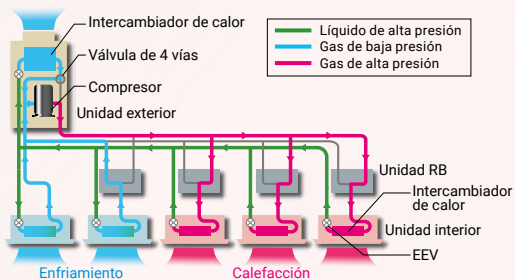 Intercambiador de calor
Válvula de 4 vías
Compresor
Unidad exterior
Líquido de alta presión
Gas de baja presión
Gas de alta presión
Unidad RB
Intercambiador
de calor
Unidad interior
EEV
Enfriamiento
Calefacción